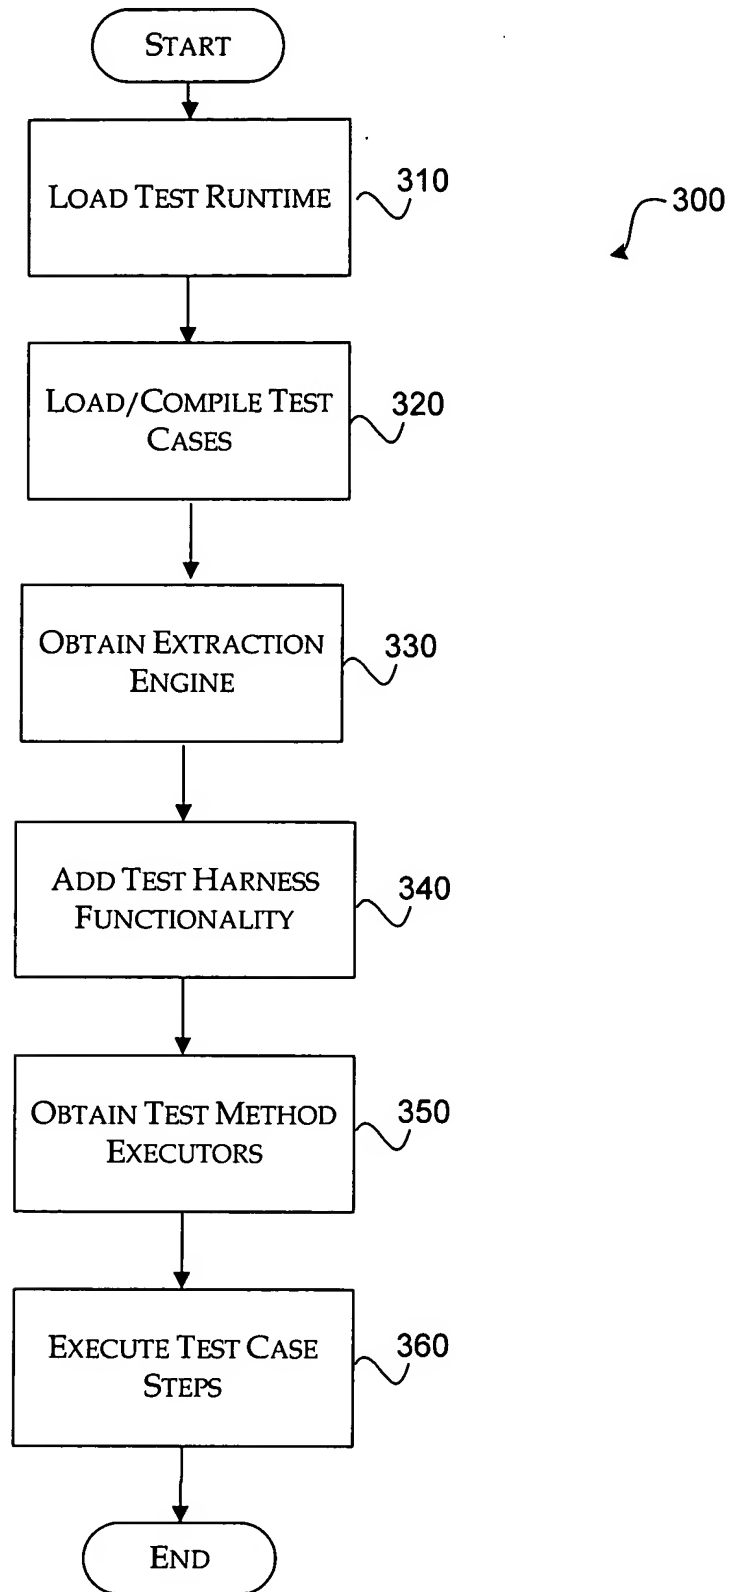 START
LOAD TEST RUNTIME
310
300
LOAD/COMPILE TEST
CASES
320
OBTAIN EXTRACTION
ENGINE
330
ADD TEST HARNESS
FUNCTIONALITY
340
OBTAIN TEST METHOD
EXECUTORS
350
EXECUTE TEST CASE
STEPS
360
END